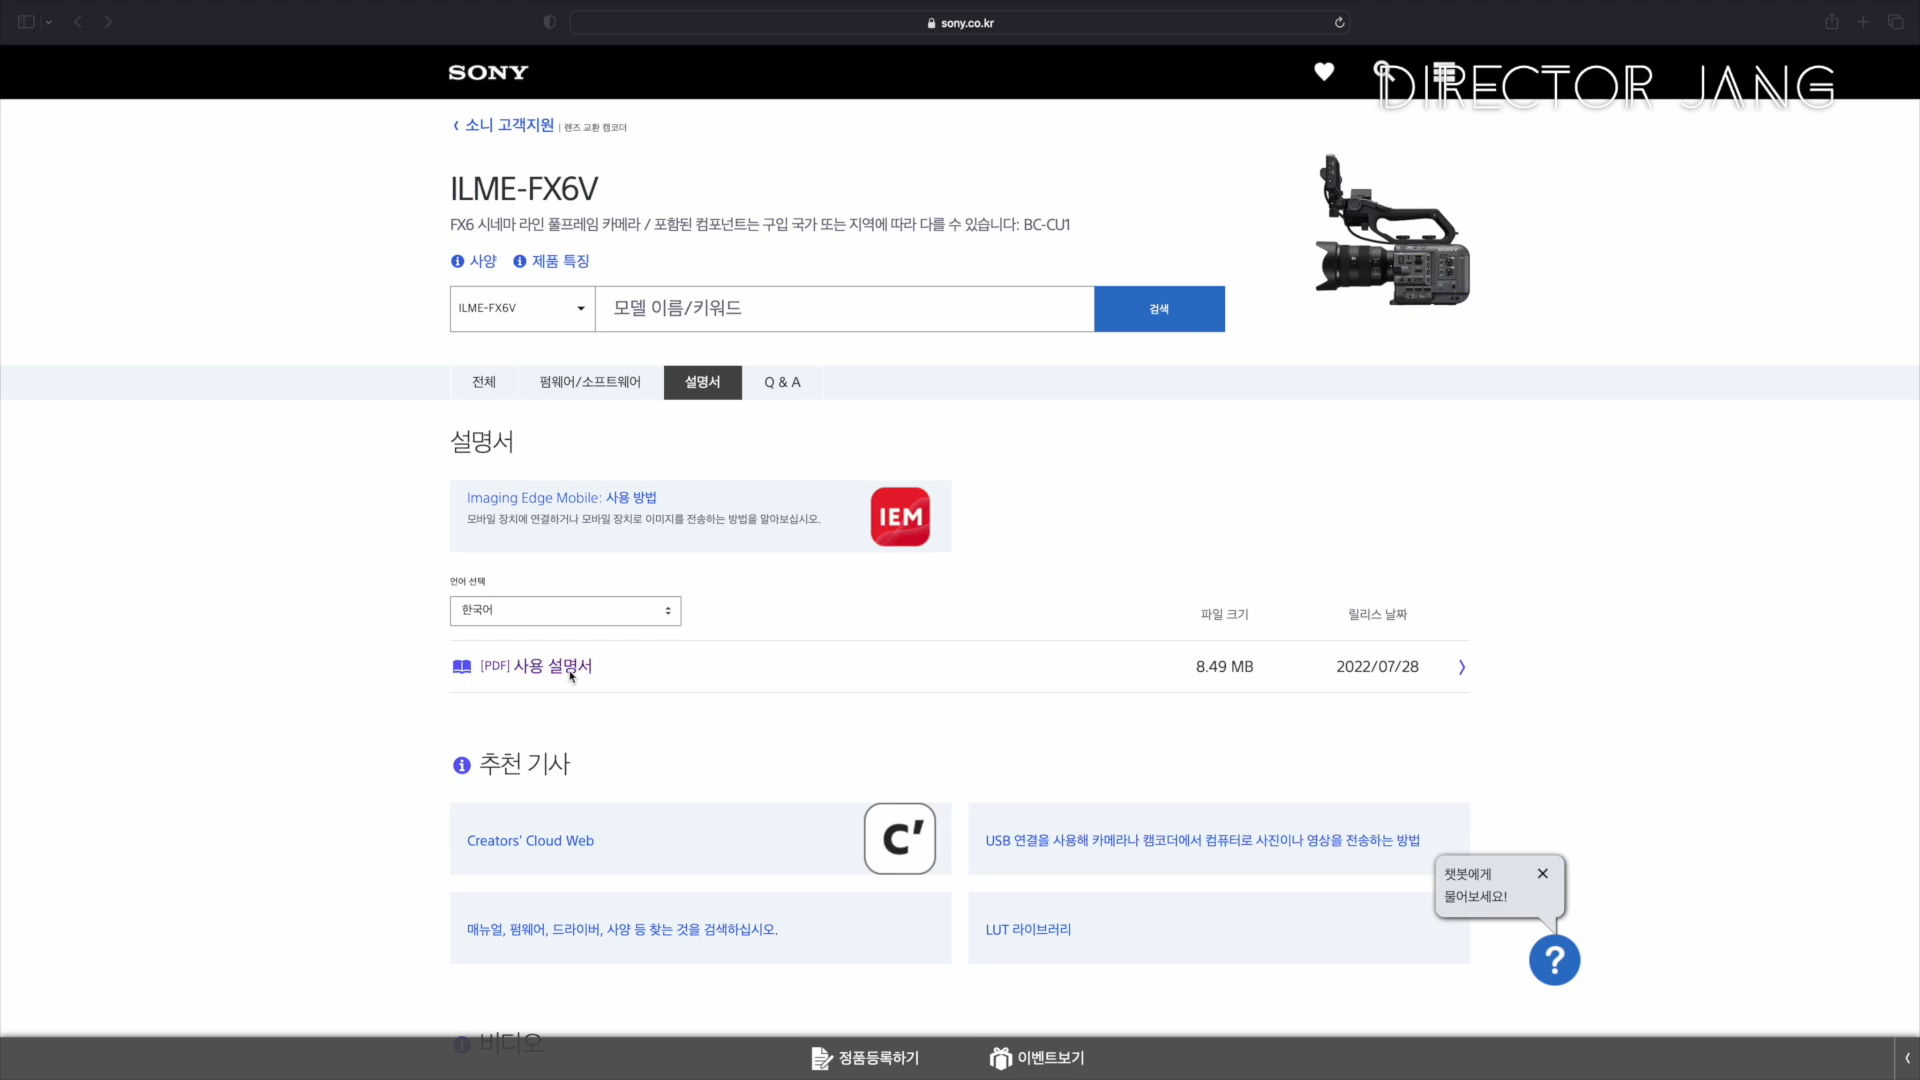 sony.co.kr
SONY
DIRECTOR JANG
소니 고객지원 | 렌즈 교환 캠코더
ILME-FX6V
FX6 시네마 라인 풀프레임 카메라 / 포함된 컴포넌트는 구입 국가 또는 지역에 따라 다를 수 있습니다: BC-CU1
사양 제품 특징
ILME-FX6V 모델 이름/키워드 검색
전체 펌웨어/소프트웨어 설명서 Q & A
설명서
Imaging Edge Mobile: 사용 방법
모바일 장치에 연결하거나 모바일 장치로 이미지를 전송하는 방법을 알아보십시오.
IEM
언어 선택
한국어 파일 크기 릴리스 날짜
[PDF] 사용 설명서 8.49 MB 2022/07/28
추천 기사
Creators' Cloud Web C' USB 연결을 사용해 카메라나 캠코더에서 컴퓨터로 사진이나 영상을 전송하는 방법
챗봇에게
물어보세요!
매뉴얼, 펌웨어, 드라이버, 사양 등 찾는 것을 검색하십시오. LUT 라이브러리
?
비디오
정품등록하기 이벤트보기